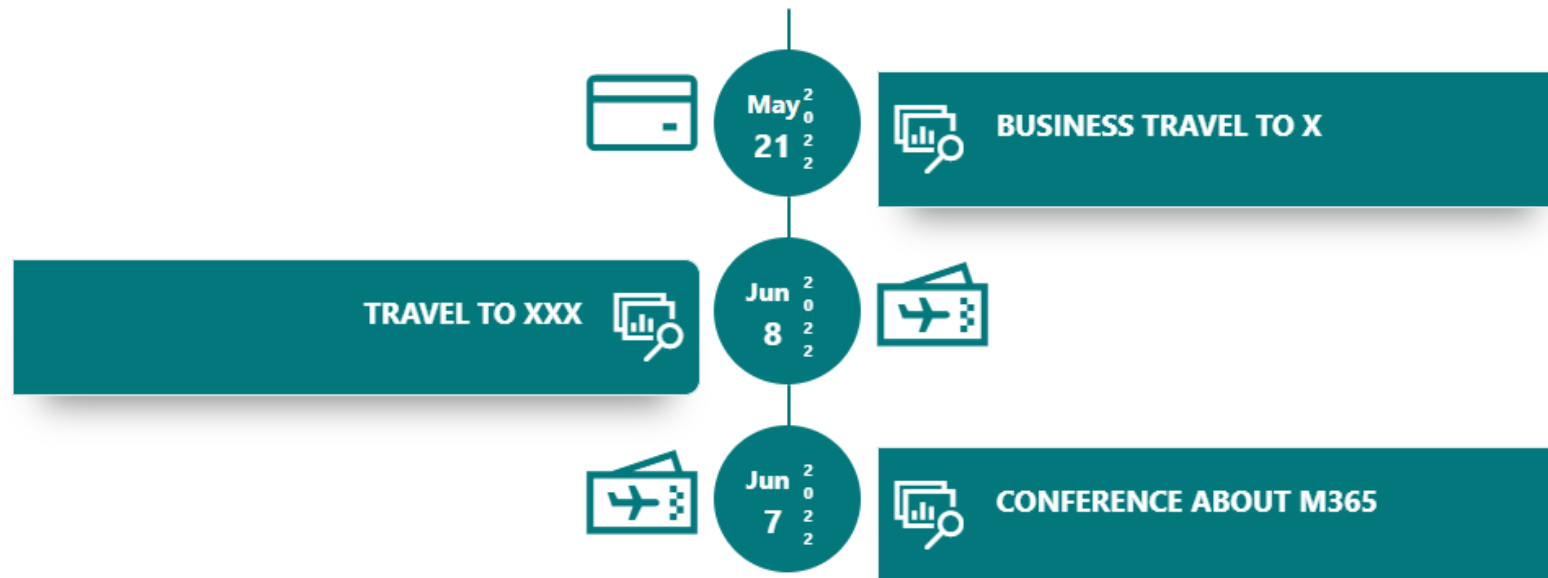 May 2022
21
BUSINESS TRAVEL TO X
TRAVEL TO XXX
Jun 2022
8
Jun 2022
7
CONFERENCE ABOUT M365